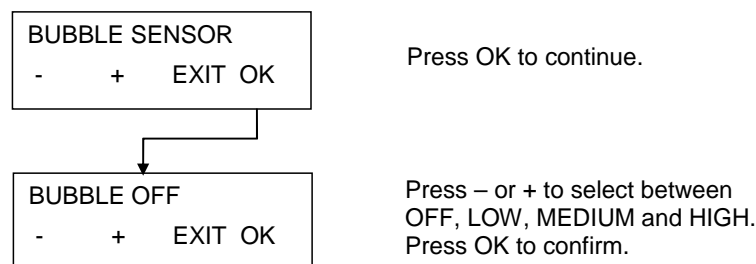 BUBBLE SENSOR
- + EXIT OK
Press OK to continue.
BUBBLE OFF
- + EXIT OK
Press – or + to select between
OFF, LOW, MEDIUM and HIGH.
Press OK to confirm.